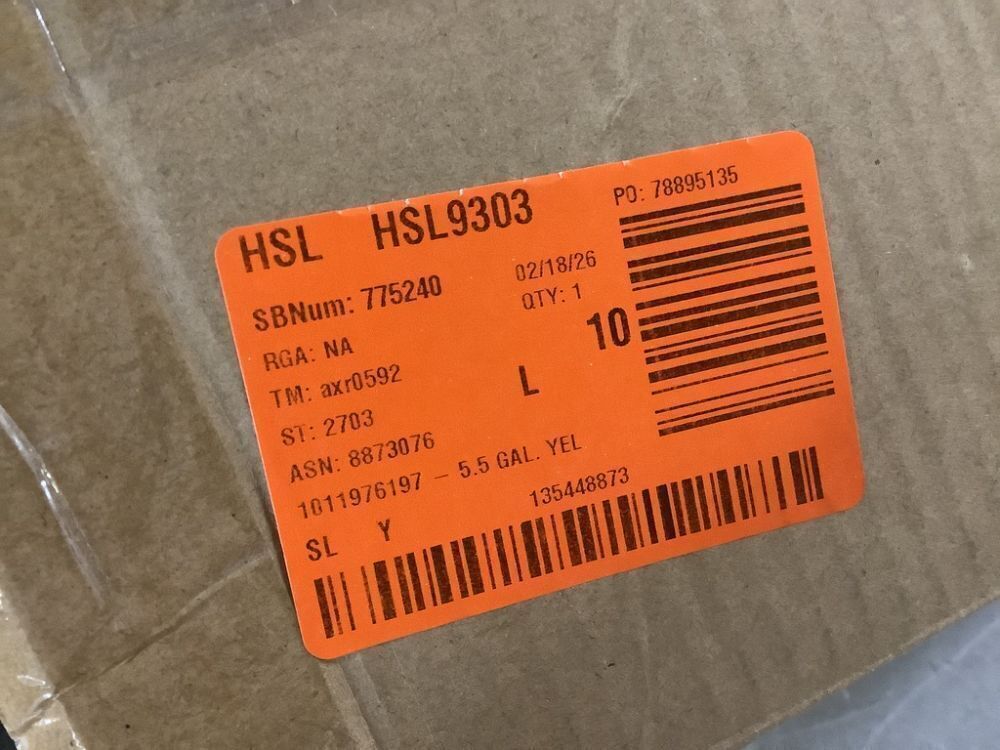 HSL HSL9303
PO: 78895135
SBNum: 775240
02/18/26
RGA: NA
QTY: 1
10
TM: axr0592
L
ST: 2703
ASN: 8873076
1011976197 – 5.5 GAL. YEL
135448873
SL Y